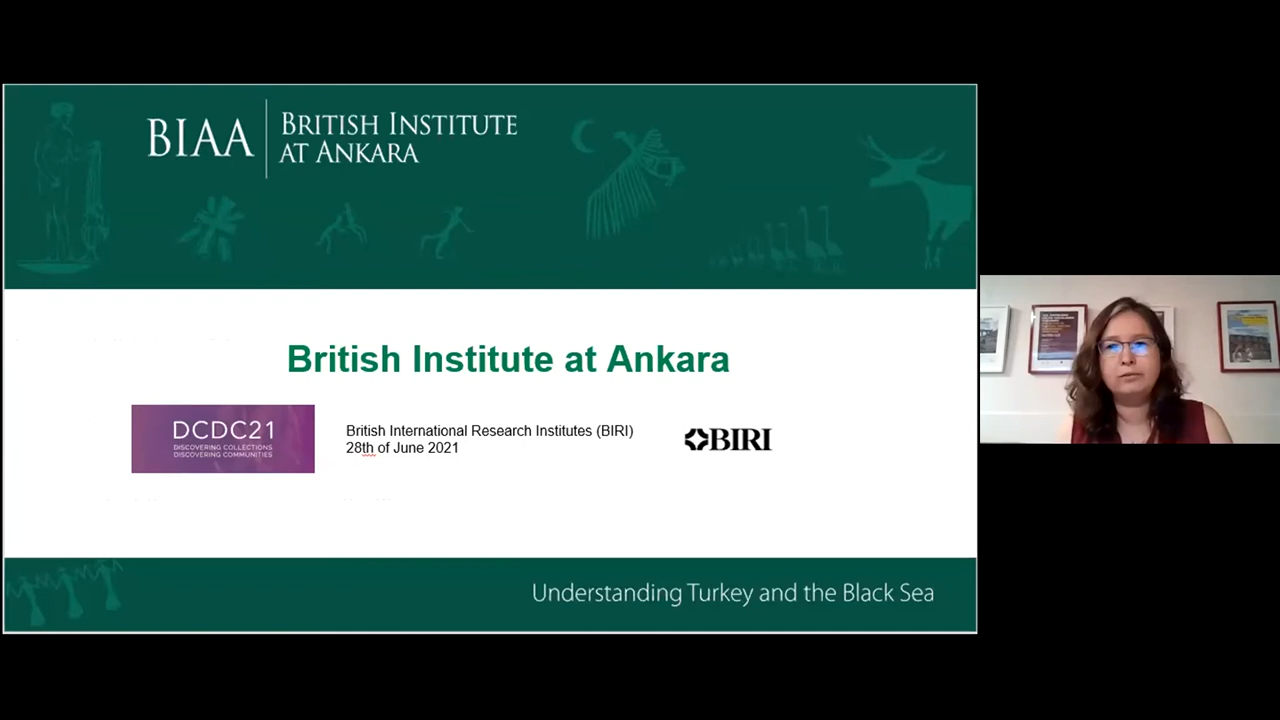 BIAA
BRITISH INSTITUTE
AT ANKARA
British Institute at Ankara
DCDC21
DISCOVERING COLLECTIONS
DISCOVERING COMMUNITIES
British International Research Institutes (BIRI)
28th of June 2021
BIRI
Understanding Turkey and the Black Sea